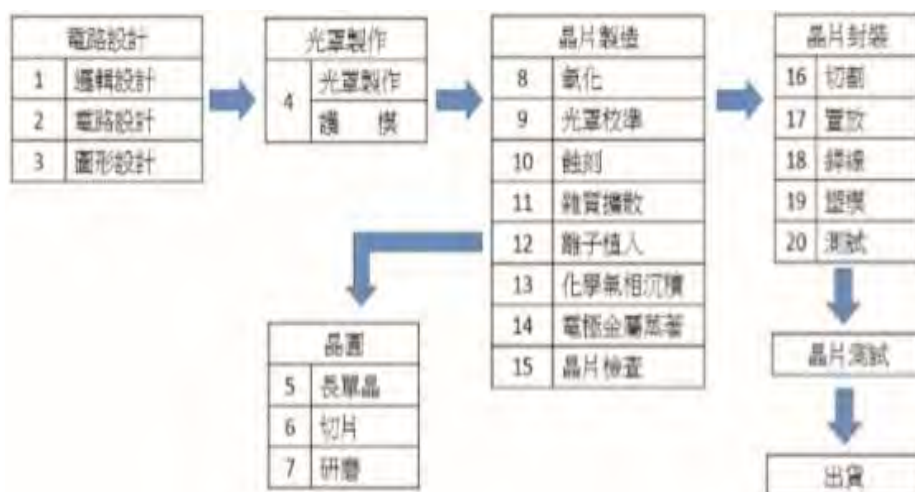 電路設計
1 邏輯設計
2 電路設計
3 圖形設計
光罩製作
4 光罩製作
護 模
晶片製造
8 氧化
9 光罩校準
10 蝕刻
11 雜質擴散
12 離子植入
13 化學氣相沉積
14 電極金屬蒸著
15 晶片檢查
晶圓
5 長單晶
6 切片
7 研磨
晶片封裝
16 切割
17 置放
18 銲線
19 塑模
20 測試
晶片測試
出貨